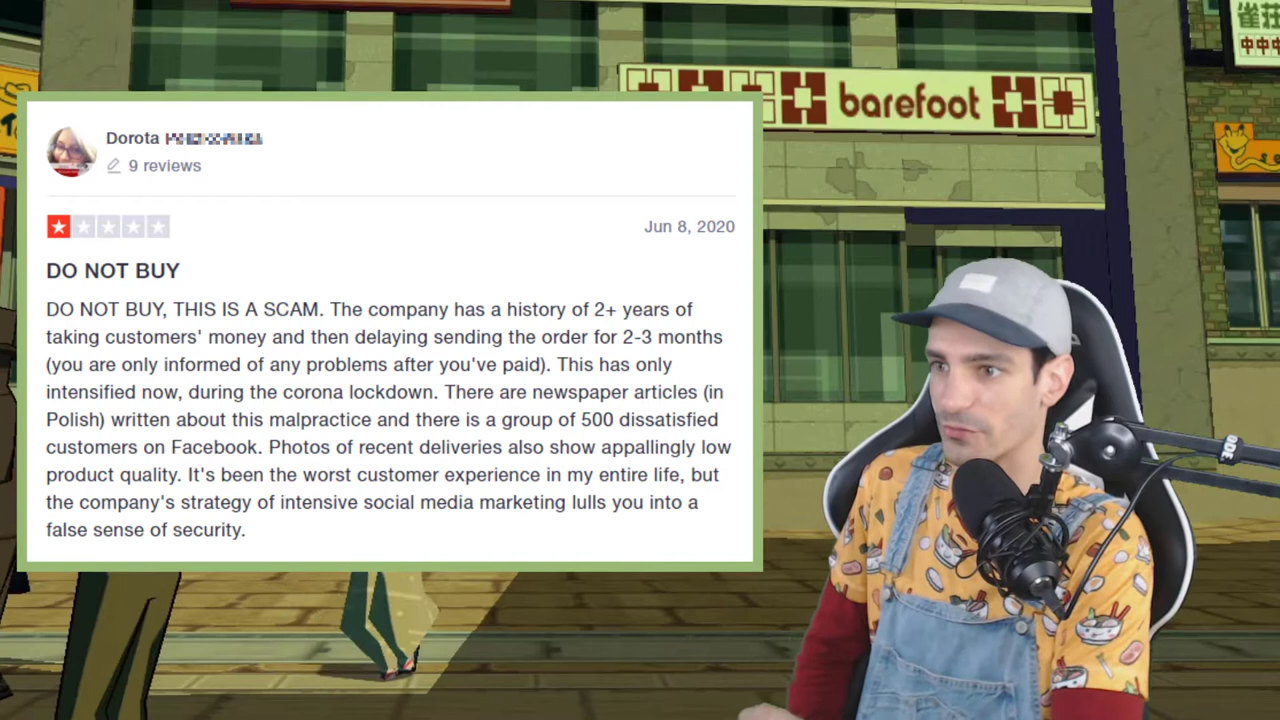 barefoot
Dorota
9 reviews
Jun 8, 2020
DO NOT BUY
DO NOT BUY, THIS IS A SCAM. The company has a history of 2+ years of
taking customers' money and then delaying sending the order for 2-3 months
(you are only informed of any problems after you've paid). This has only
intensified now, during the corona lockdown. There are newspaper articles (in
Polish) written about this malpractice and there is a group of 500 dissatisfied
customers on Facebook. Photos of recent deliveries also show appallingly low
product quality. It's been the worst customer experience in my entire life, but
the company's strategy of intensive social media marketing lulls you into a
false sense of security.